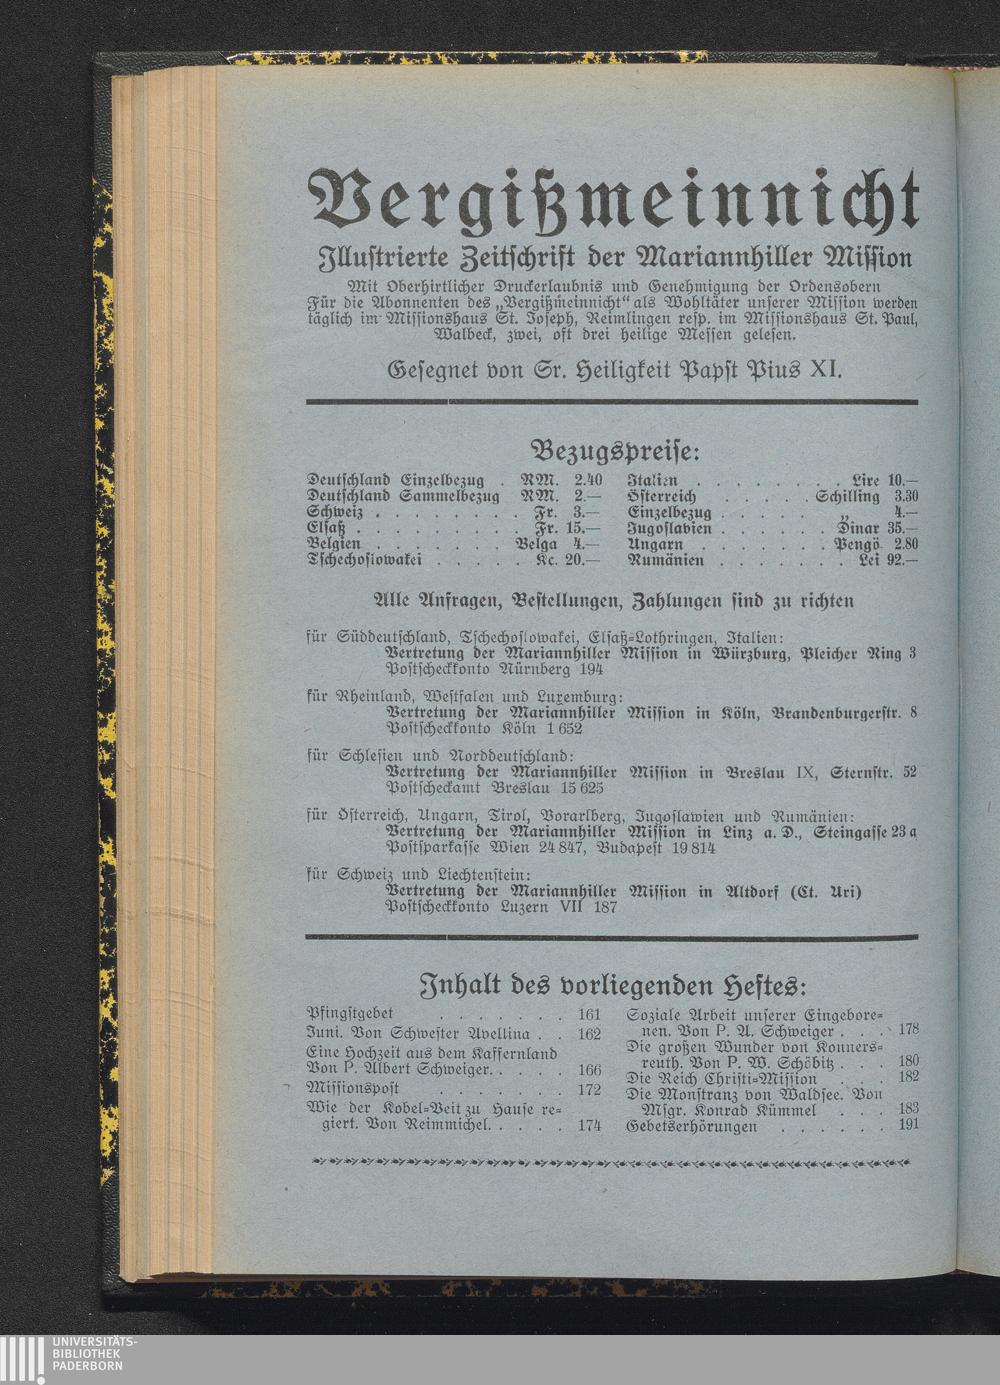 Vergißmeinnicht
Illustrierte Zeitschrift der Mariannhiller Mission
Mit Oberhirtlicher Druckerlaubnis und Genehmigung der Ordensobern
Für die Abonnenten des „Vergißmeinnicht“ als Wohltäter unserer Mission werden
täglich im Missionshaus St. Joseph, Reimlingen resp. im Missionshaus St. Paul,
Walbeck, zwei, oft drei heilige Messen gelesen.
Gesegnet von Sr. Heiligkeit Papst Pius XI.
Bezugspreise:
Deutschland Einzelbezug . RM. 2.40
Deutschland Sammelbezug RM. 2.—
Schweiz . . . . . . . . . Fr. 3.—
Elsaß . . . . . . . . . Fr. 15.—
Belgien . . . . . . . Belga 4.—
Tschechoslowakei . . . . . Kc. 20.—
Italien . . . . . . . . Lire 10.—
Österreich . . . . Schilling 3.30
Einzelbezug . . . . . . „ 4.—
Jugoslavien . . . . . . Dinar 35.—
Ungarn . . . . . . . Pengö 2.80
Rumänien . . . . . . . Lei 92.—
Alle Anfragen, Bestellungen, Zahlungen sind zu richten
für Süddeutschland, Tschechoslowakei, Elsaß-Lothringen, Italien:
Vertretung der Mariannhiller Mission in Würzburg, Pleicher Ring 3
Postscheckkonto Nürnberg 194
für Rheinland, Westfalen und Luxemburg:
Vertretung der Mariannhiller Mission in Köln, Brandenburgerstr. 8
Postscheckkonto Köln 1 652
für Schlesien und Norddeutschland:
Vertretung der Mariannhiller Mission in Breslau IX, Sternstr. 52
Postscheckamt Breslau 15 625
für Österreich, Ungarn, Tirol, Vorarlberg, Jugoslawien und Rumänien:
Vertretung der Mariannhiller Mission in Linz a. D., Steingasse 23 a
Postsparkasse Wien 24 847, Budapest 19 814
für Schweiz und Liechtenstein:
Vertretung der Mariannhiller Mission in Altdorf (Ct. Uri)
Postscheckkonto Luzern VII 187
Inhalt des vorliegenden Heftes:
Pfingstgebet . . . . . . . 161
Juni. Von Schwester Avellina . . 162
Eine Hochzeit aus dem Kaffernland
Von P. Albert Schweiger. . . . . 166
Missionspost . . . . . . . 172
Wie der Kobel-Veit zu Hause re-
giert. Von Reimmichel. . . . . 174
Soziale Arbeit unserer Eingebore-
nen. Von P. A. Schweiger . . . 178
Die großen Wunder von Konners-
reuth. Von P. W. Schöbitz . . . 180
Die Reich Christi-Mission . . . 182
Die Monstranz von Waldsee. Von
Msgr. Konrad Kümmel . . . 183
Gebetserhörungen . . . . . . 191
UNIVERSITÄTS-
BIBLIOTHEK
PADERBORN